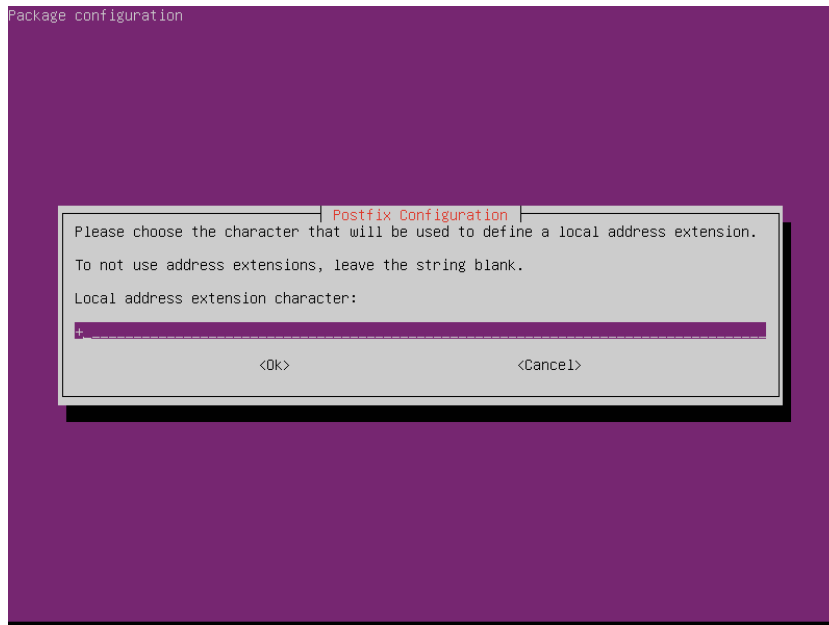 Package configuration
Postfix Configuration
Please choose the character that will be used to define a local address extension.
To not use address extensions, leave the string blank.
Local address extension character:
+
<Ok> <Cancel>